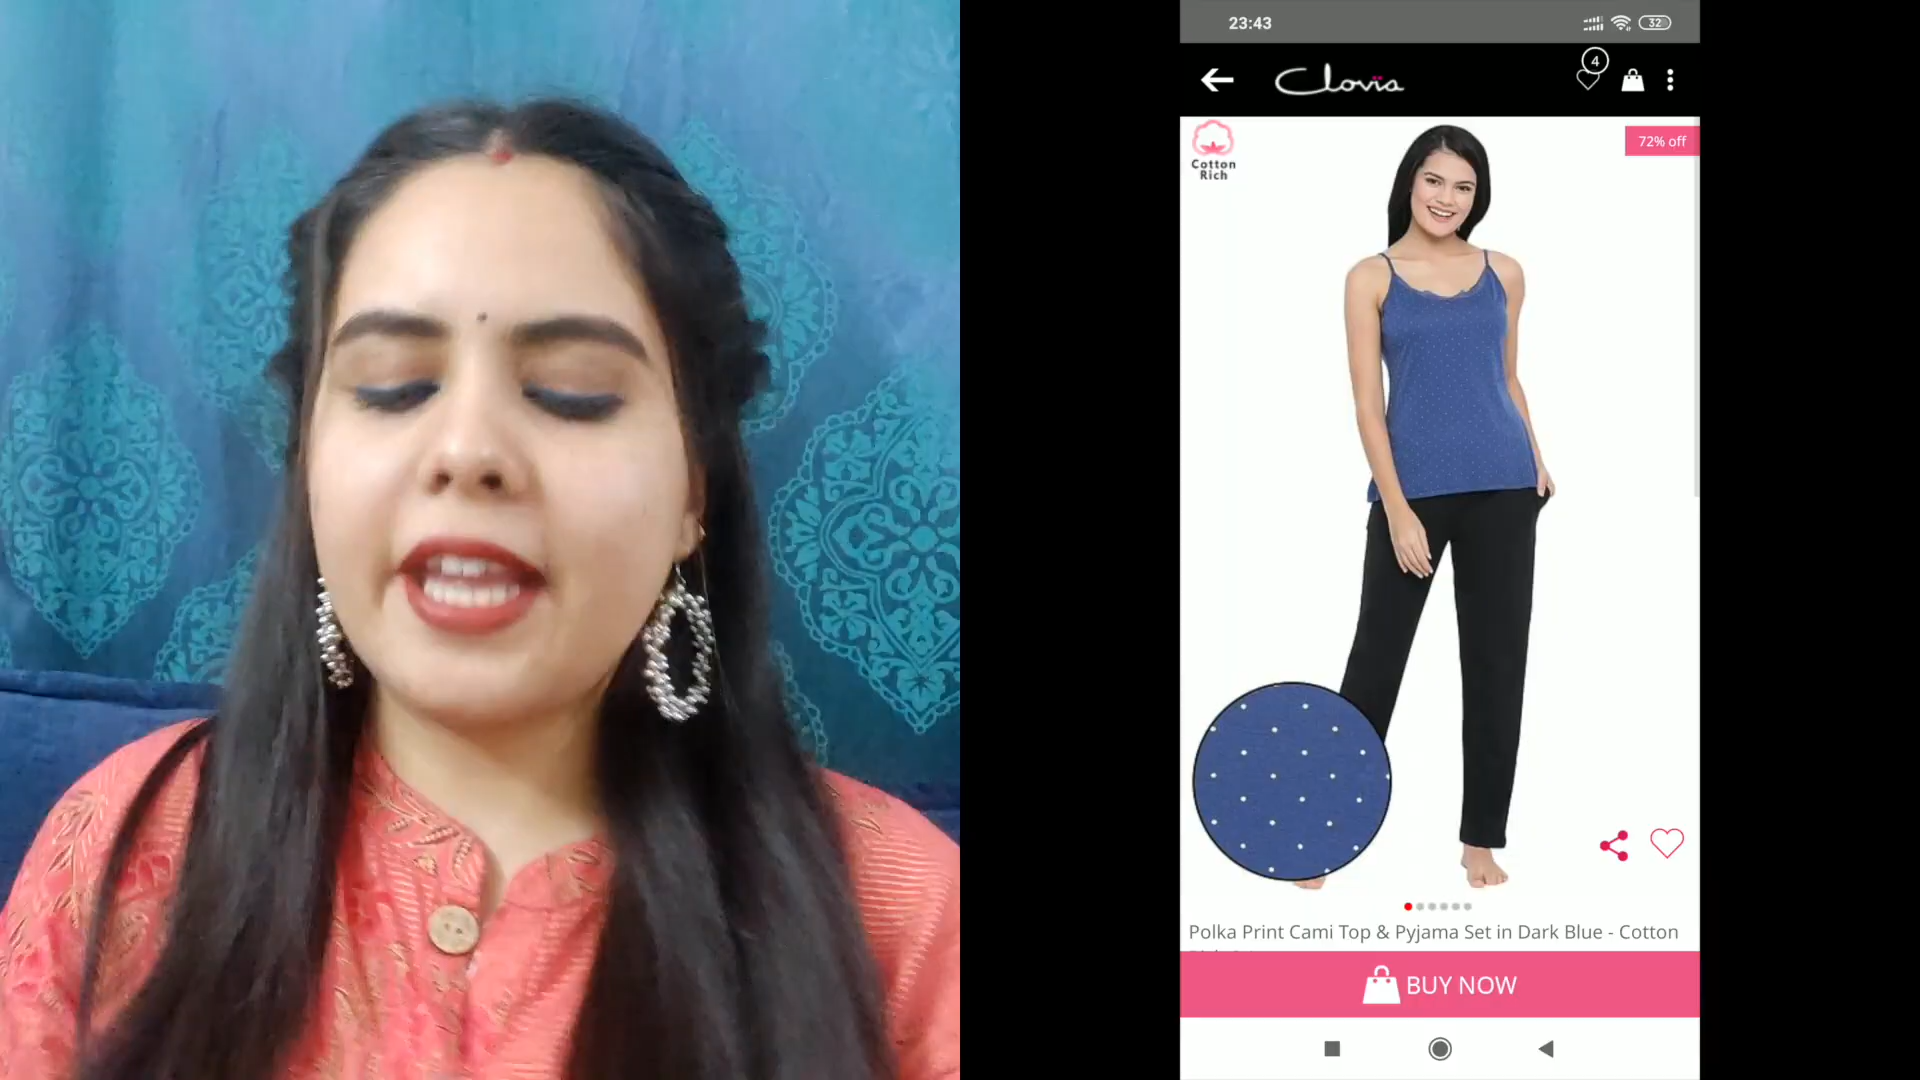 23:43
32
Clovia
4
Cotton
Rich
72% off
Polka Print Cami Top & Pyjama Set in Dark Blue - Cotton
BUY NOW